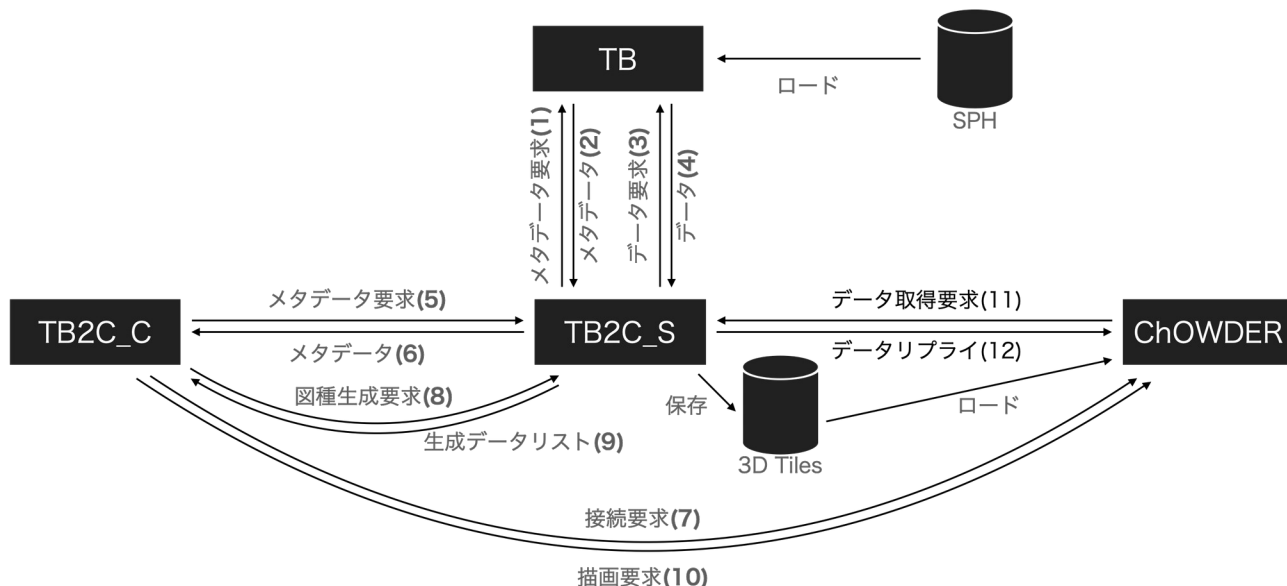 TB
ロード
SPH
メタデータ要求(1)
メタデータ(2)
データ要求(3)
データ(4)
メタデータ要求(5)
データ取得要求(11)
TB2C_C
TB2C_S
ChOWDER
メタデータ(6)
データリプライ(12)
図種生成要求(8)
保存
ロード
生成データリスト(9)
3D Tiles
接続要求(7)
描画要求(10)